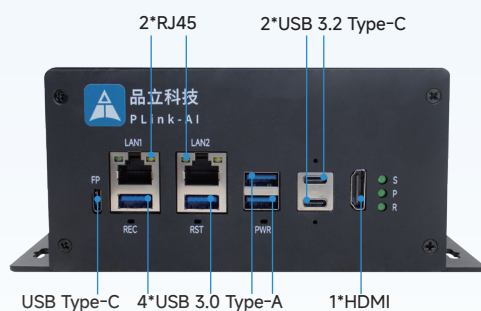 2*RJ45
2*USB 3.2 Type-C
品立科技
PLink-AI
LAN1
LAN2
FP
S
P
R
REC
RST
PWR
USB Type-C
4*USB 3.0 Type-A
1*HDMI